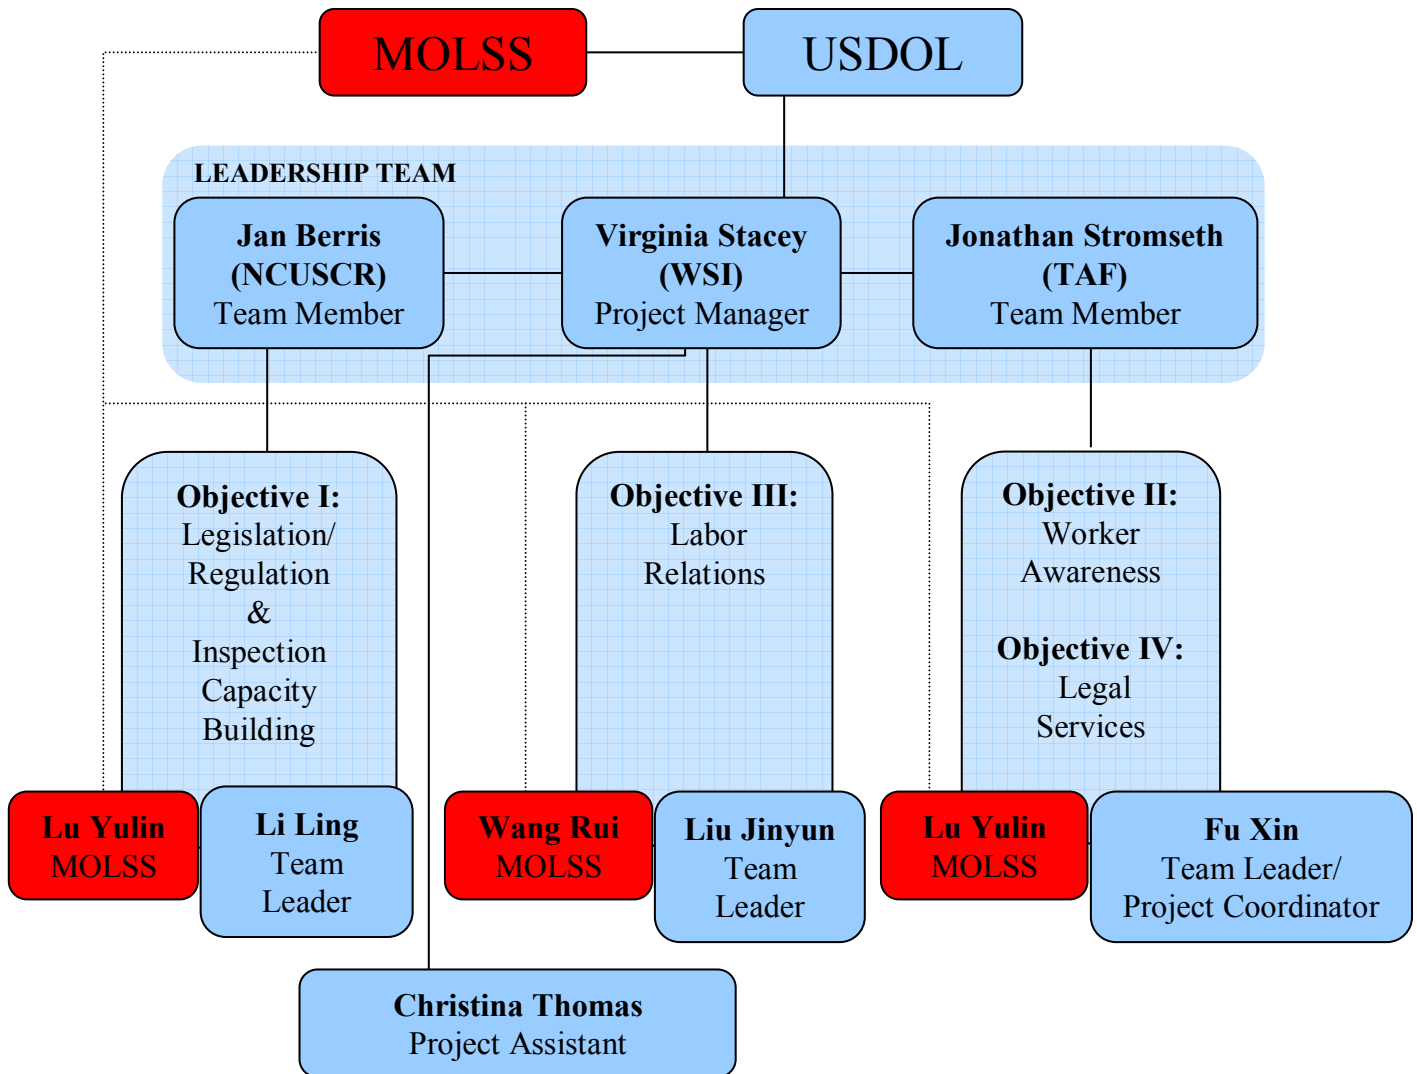 MOLSS
USDOL
LEADERSHIP TEAM
Jan Berris
(NCUSCR)
Team Member
Virginia Stacey
(WSI)
Project Manager
Jonathan Stromseth
(TAF)
Team Member
Objective I:
Legislation/
Regulation
&
Inspection
Capacity
Building
Objective III:
Labor
Relations
Objective II:
Worker
Awareness
Objective IV:
Legal
Services
Lu Yulin
MOLSS
Li Ling
Team
Leader
Wang Rui
MOLSS
Liu Jinyun
Team
Leader
Lu Yulin
MOLSS
Fu Xin
Team Leader/
Project Coordinator
Christina Thomas
Project Assistant